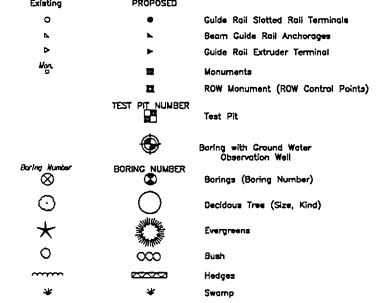 Existing PROPOSED
Guide Rail Slotted Rail Terminals
Beam Guide Rail Anchorages
Guide Rail Extruder Terminal
Mon. Monuments
ROW Monument (ROW Control Points)
TEST PIT NUMBER
Test Pit
Boring with Ground Water
Observation Well
Boring Number BORING NUMBER
Borings (Boring Number)
Decidous Tree (Size, Kind)
Evergreens
Bush
Hedges
Swamp